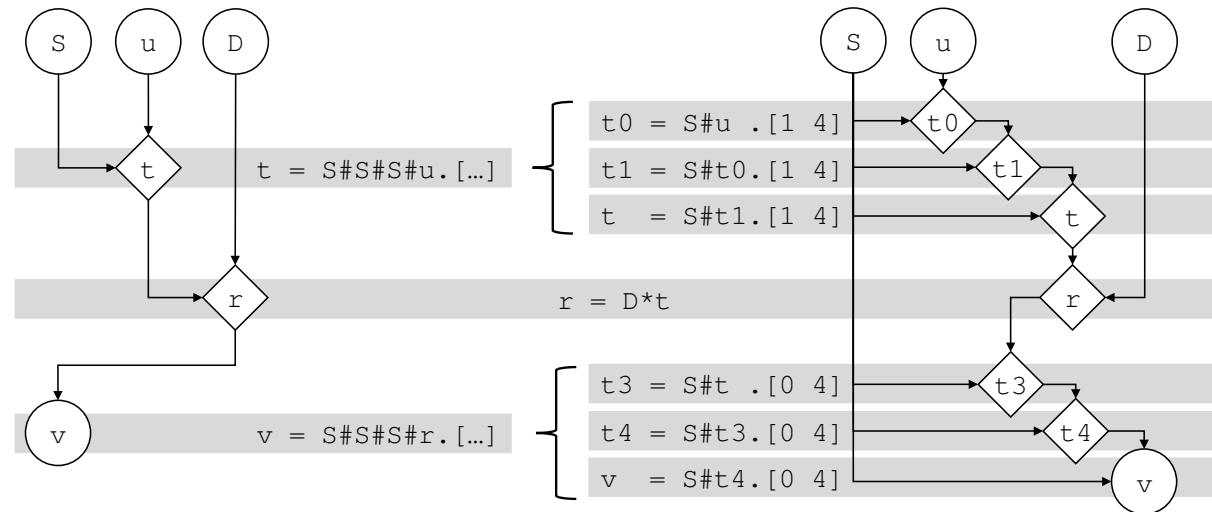 S u D
S u D
t0 = S#u .[1 4] t0
t t = S#S#S#u.[…] t1 = S#t0.[1 4] t1
t = S#t1.[1 4] t
r r = D*t r
t3 = S#t .[0 4] t3
v v = S#S#S#r.[…] t4 = S#t3.[0 4] t4
v = S#t4.[0 4] v